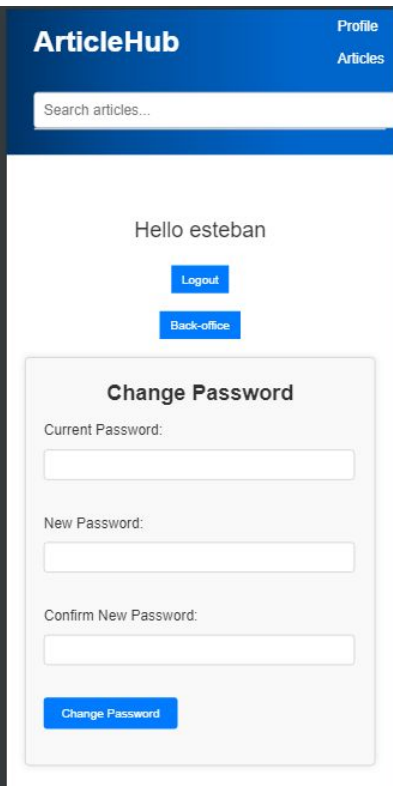 ArticleHub
Profile
Articles
Search articles...
Hello esteban
Logout
Back-office
Change Password
Current Password:
New Password:
Confirm New Password:
Change Password